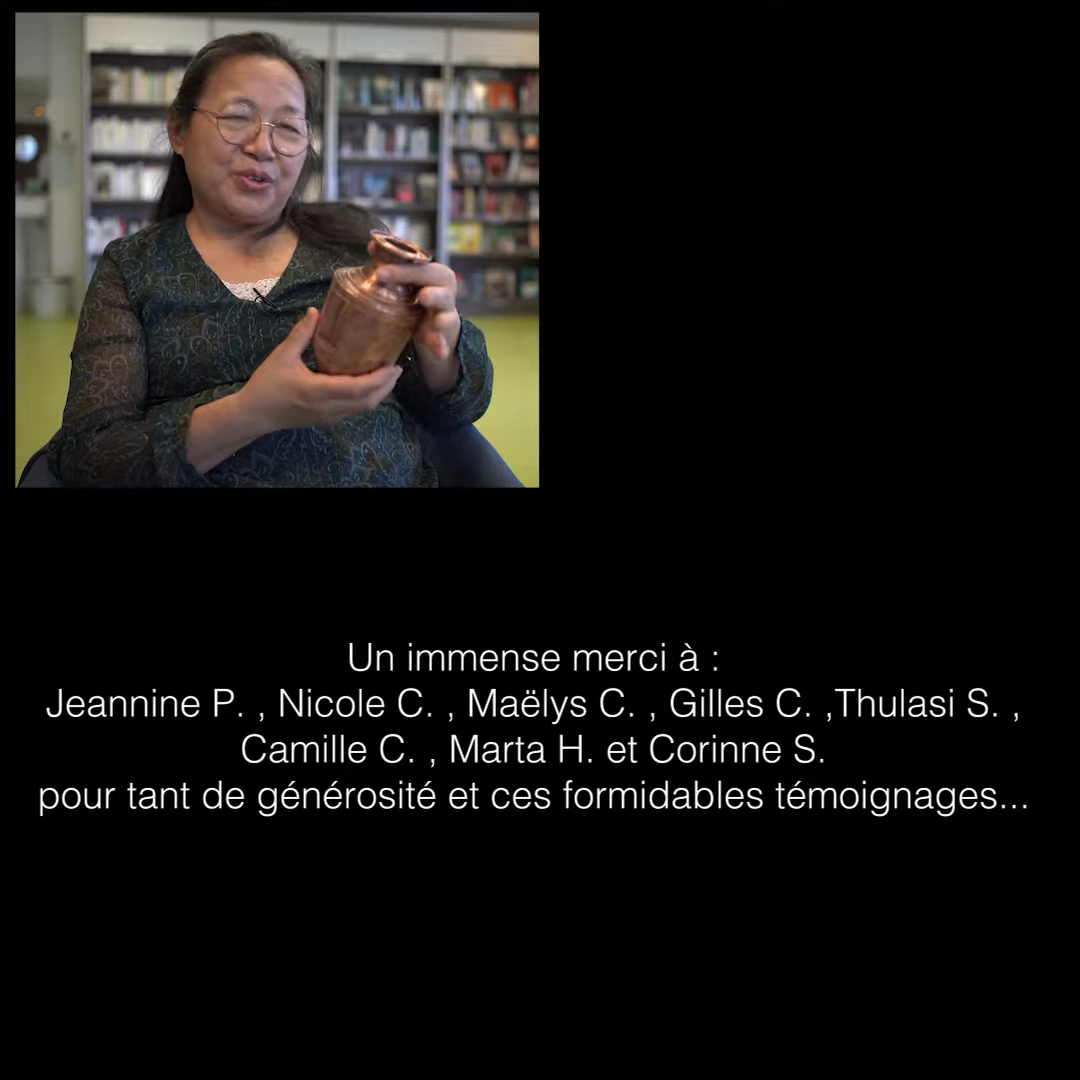 Un immense merci à :
Jeannine P. , Nicole C. , Maëlys C. , Gilles C. ,Thulasi S. ,
Camille C. , Marta H. et Corinne S.
pour tant de générosité et ces formidables témoignages...